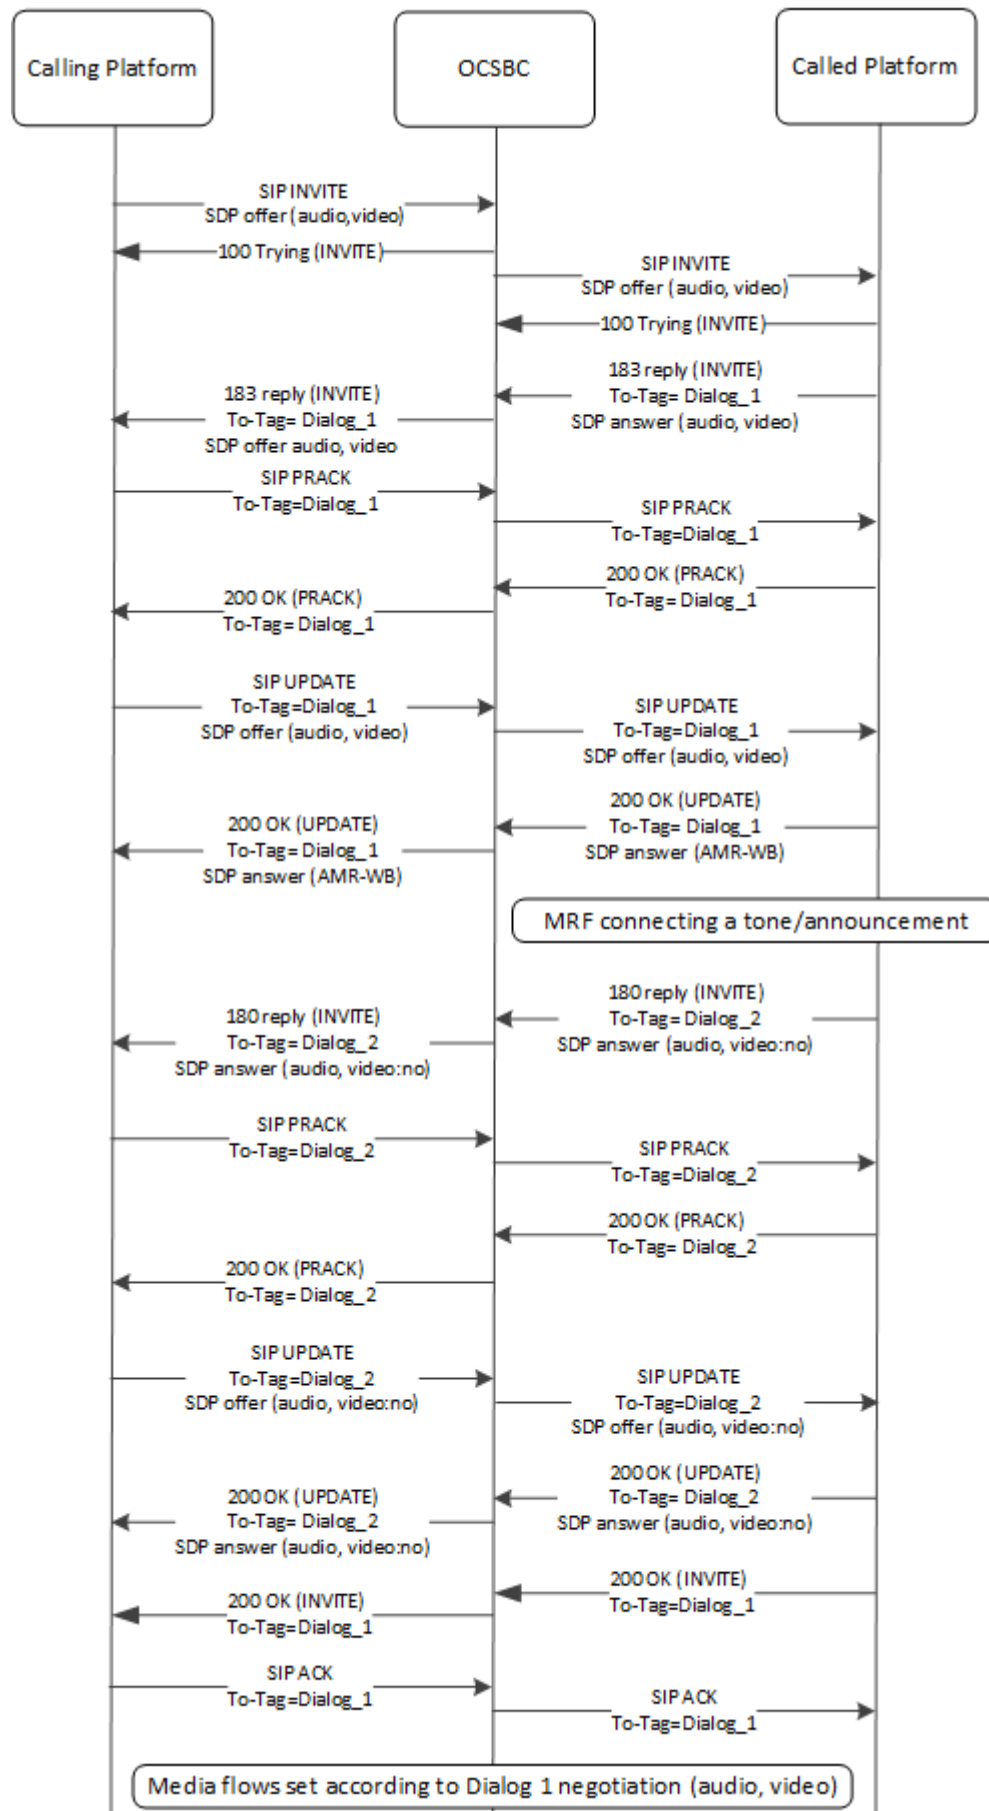 Calling Platform
OCSBC
Called Platform
SIP INVITE
SDP offer (audio,video)
100 Trying (INVITE)
SIP INVITE
SDP offer (audio, video)
100 Trying (INVITE)
183 reply (INVITE)
To-Tag= Dialog_1
SDP answer (audio, video)
183 reply (INVITE)
To-Tag= Dialog_1
SDP offer audio, video
SIP PRACK
To-Tag=Dialog_1
SIP PRACK
To-Tag=Dialog_1
200 OK (PRACK)
To-Tag= Dialog_1
200 OK (PRACK)
To-Tag= Dialog_1
SIP UPDATE
To-Tag=Dialog_1
SDP offer (audio, video)
SIP UPDATE
To-Tag=Dialog_1
SDP offer (audio, video)
200 OK (UPDATE)
To-Tag= Dialog_1
SDP answer (AMR-WB)
200 OK (UPDATE)
To-Tag= Dialog_1
SDP answer (AMR-WB)
MRF connecting a tone/announcement
180 reply (INVITE)
To-Tag= Dialog_2
SDP answer (audio, video:no)
180 reply (INVITE)
To-Tag= Dialog_2
SDP answer (audio, video:no)
SIP PRACK
To-Tag=Dialog_2
SIP PRACK
To-Tag=Dialog_2
200 OK (PRACK)
To-Tag= Dialog_2
200 OK (PRACK)
To-Tag= Dialog_2
SIP UPDATE
To-Tag=Dialog_2
SDP offer (audio, video:no)
SIP UPDATE
To-Tag=Dialog_2
SDP offer (audio, video:no)
200 OK (UPDATE)
To-Tag= Dialog_2
SDP answer (audio, video:no)
200 OK (UPDATE)
To-Tag= Dialog_2
SDP answer (audio, video:no)
200 OK (INVITE)
To-Tag=Dialog_1
200 OK (INVITE)
To-Tag=Dialog_1
SIP ACK
To-Tag=Dialog_1
SIP ACK
To-Tag=Dialog_1
Media flows set according to Dialog 1 negotiation (audio, video)